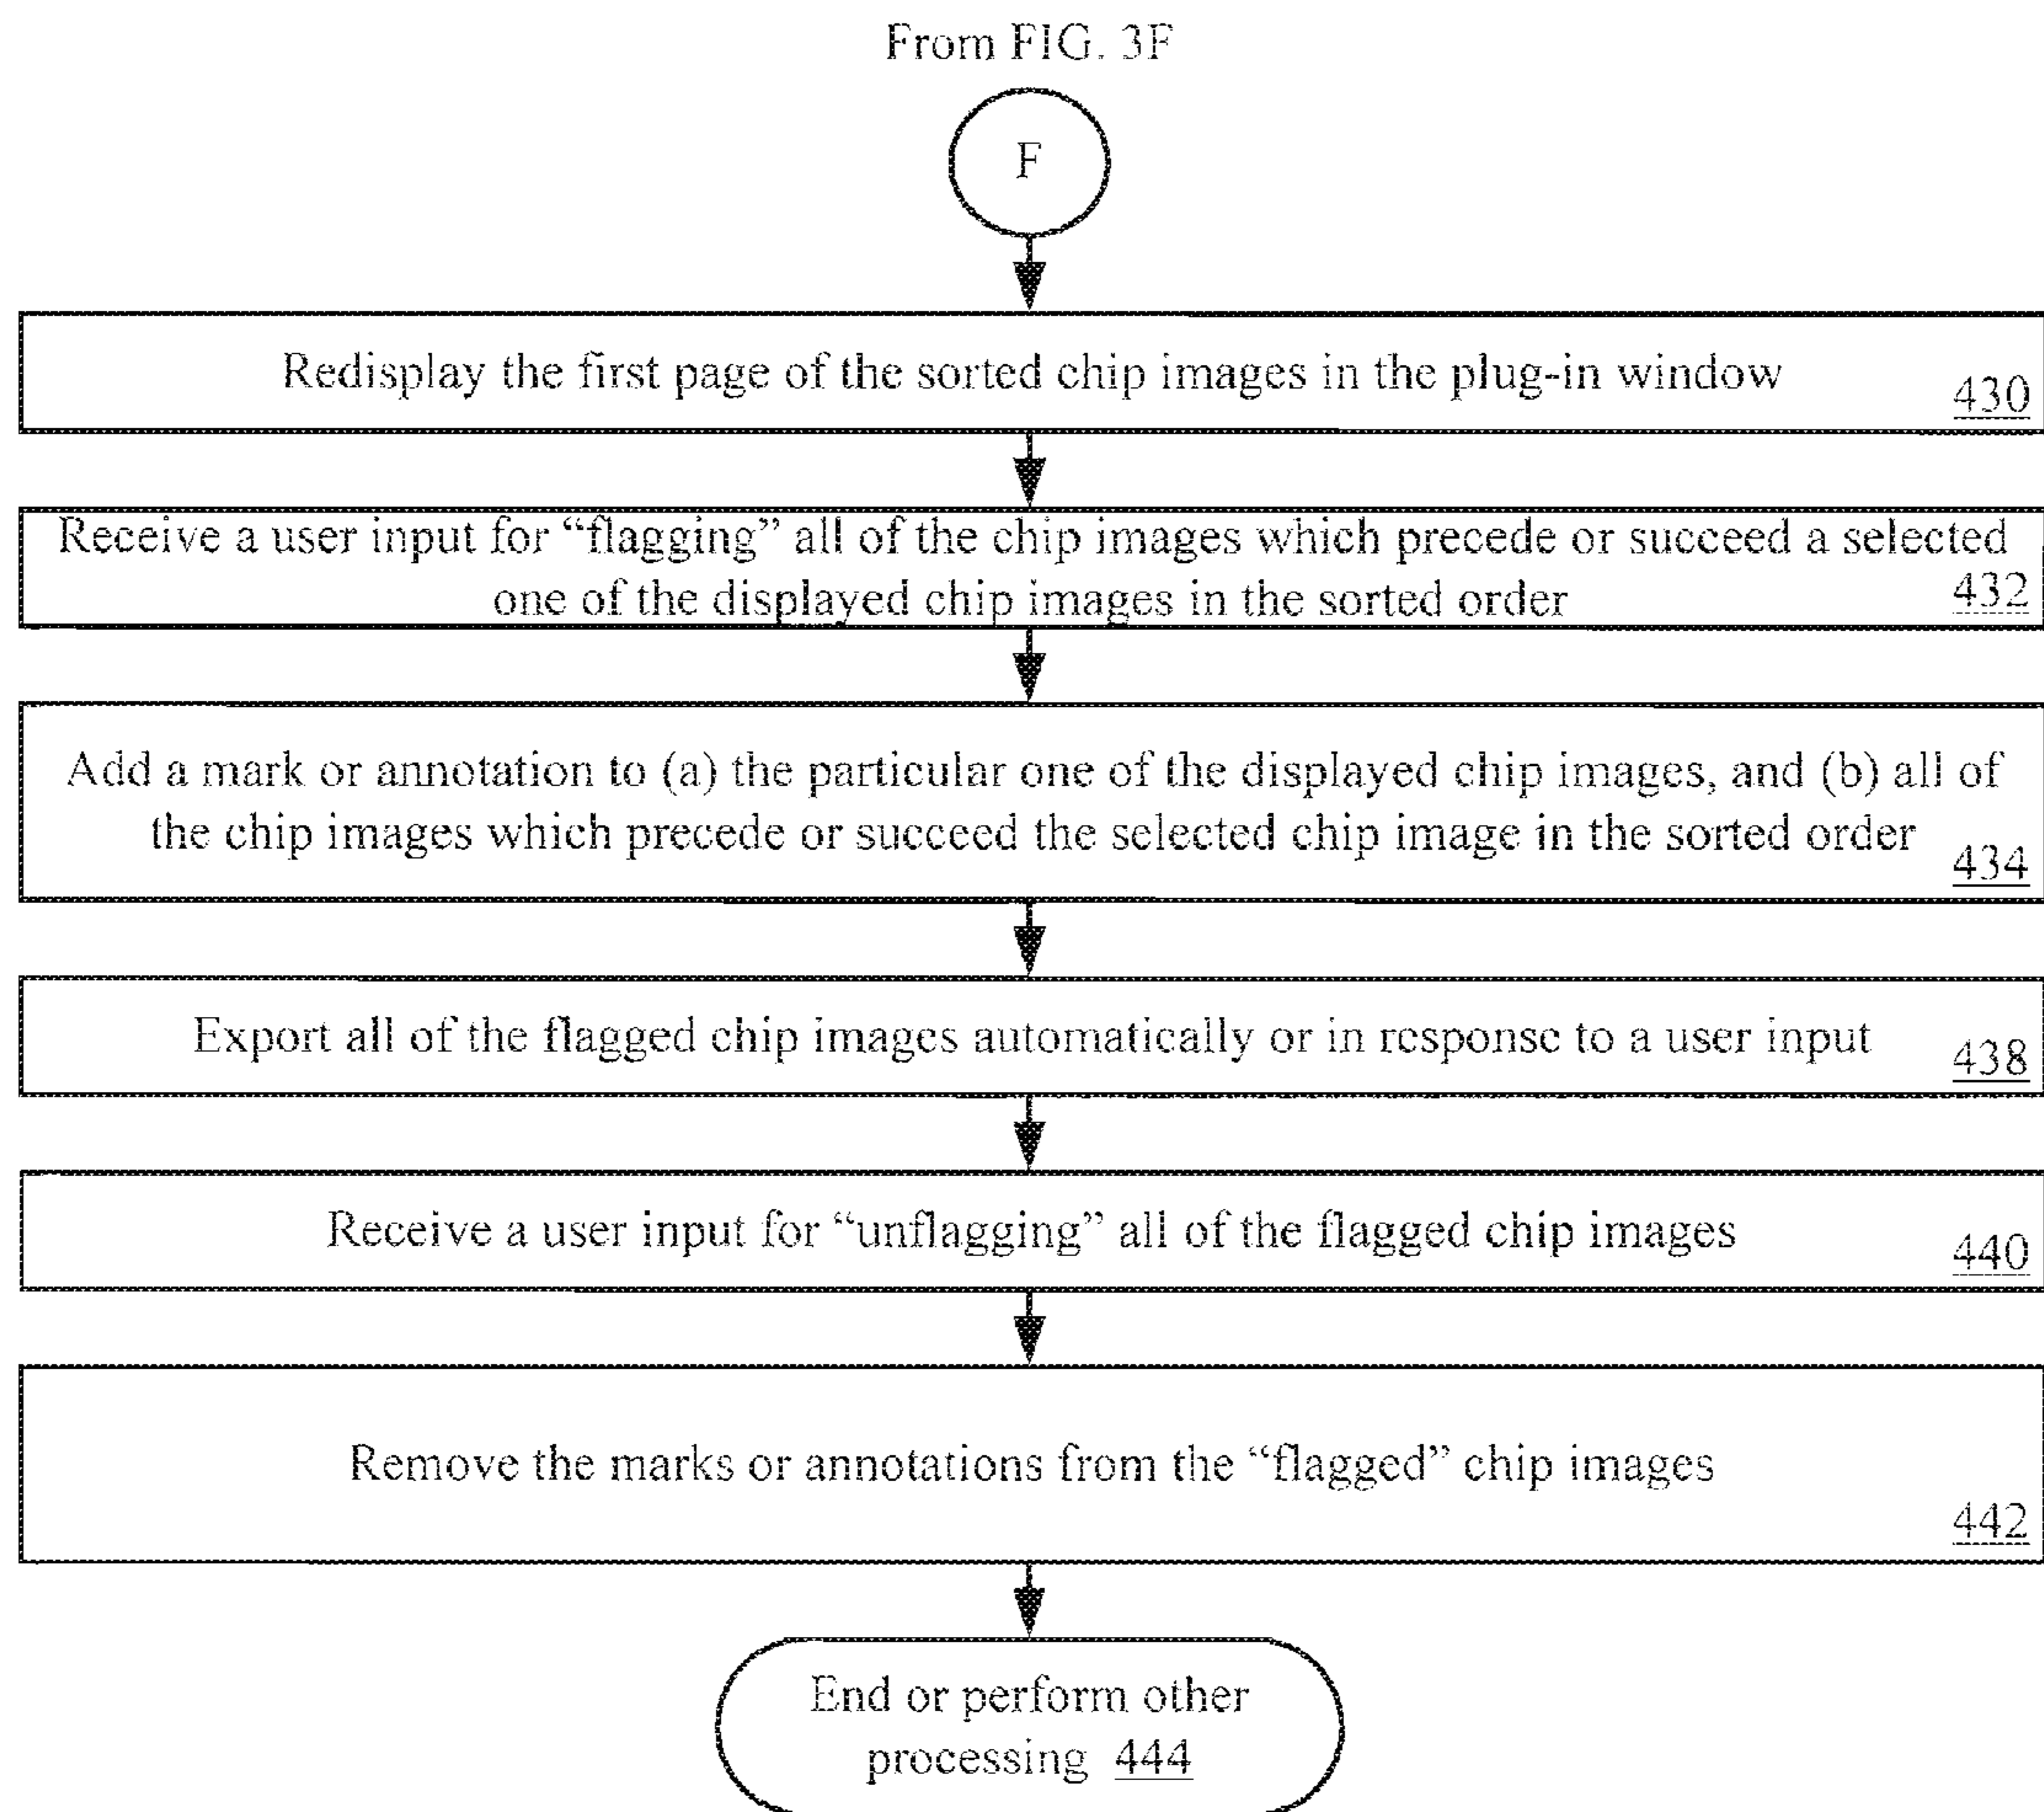 From FIG. 3F
F
Redisplay the first page of the sorted chip images in the plug-in window
430
Receive a user input for “flagging” all of the chip images which precede or succeed a selected
one of the displayed chip images in the sorted order
432
Add a mark or annotation to (a) the particular one of the displayed chip images, and (b) all of
the chip images which precede or succeed the selected chip image in the sorted order
434
Export all of the flagged chip images automatically or in response to a user input
438
Receive a user input for “unflagging” all of the flagged chip images
440
Remove the marks or annotations from the “flagged” chip images
442
End or perform other
processing 444